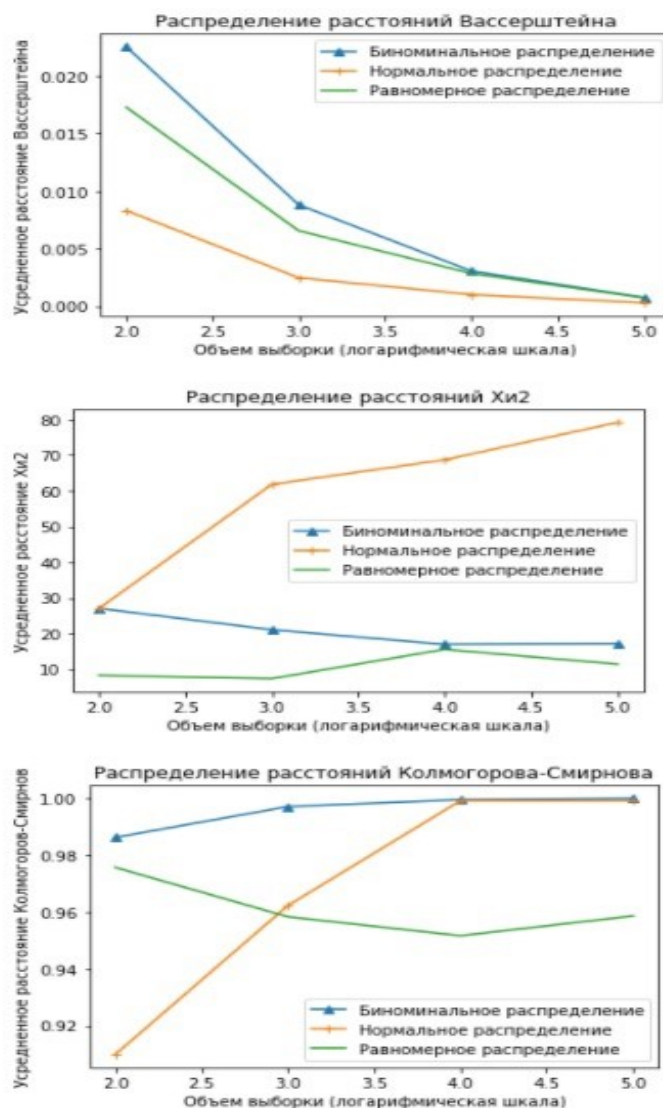 Распределение расстояний Вассерштейна
Усредненное расстояние Вассерштейна
0.020
0.015
0.010
0.005
0.000
Биноминальное распределение
Нормальное распределение
Равномерное распределение
2.0 2.5 3.0 3.5 4.0 4.5 5.0
Объем выборки (логарифмическая шкала)
Распределение расстояний Хи2
Усредненное расстояние Хи2
80
70
60
50
40
30
20
10
Биноминальное распределение
Нормальное распределение
Равномерное распределение
2.0 2.5 3.0 3.5 4.0 4.5 5.0
Объем выборки (логарифмическая шкала)
Распределение расстояний Колмогорова-Смирнова
Усредненное расстояние Колмогоров-Смирнов
1.00
0.98
0.96
0.94
0.92
Биноминальное распределение
Нормальное распределение
Равномерное распределение
2.0 2.5 3.0 3.5 4.0 4.5 5.0
Объем выборки (логарифмическая шкала)